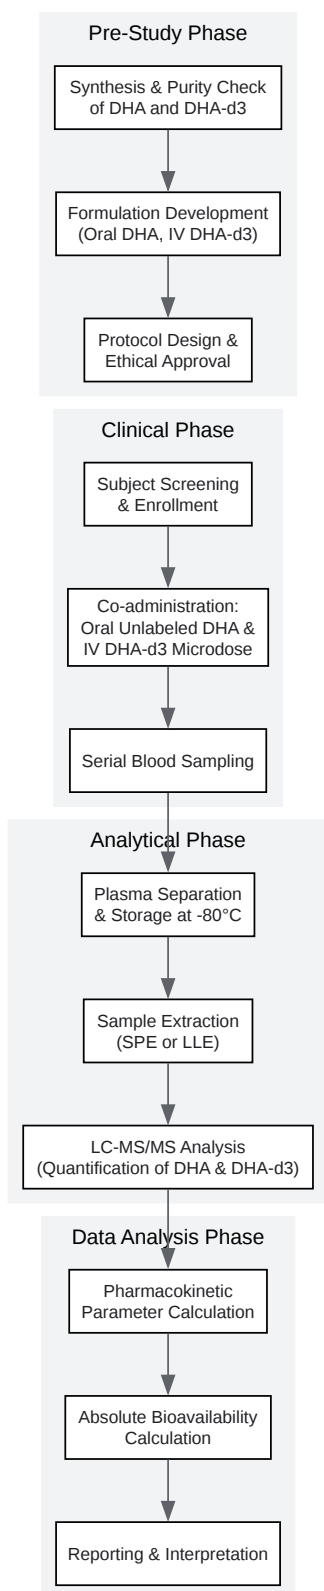 Pre-Study Phase
Synthesis & Purity Check
of DHA and DHA-d3
Formulation Development
(Oral DHA, IV DHA-d3)
Protocol Design &
Ethical Approval
Clinical Phase
Subject Screening
& Enrollment
Co-administration:
Oral Unlabeled DHA &
IV DHA-d3 Microdose
Serial Blood Sampling
Analytical Phase
Plasma Separation
& Storage at -80°C
Sample Extraction
(SPE or LLE)
LC-MS/MS Analysis
(Quantification of DHA & DHA-d3)
Data Analysis Phase
Pharmacokinetic
Parameter Calculation
Absolute Bioavailability
Calculation
Reporting & Interpretation